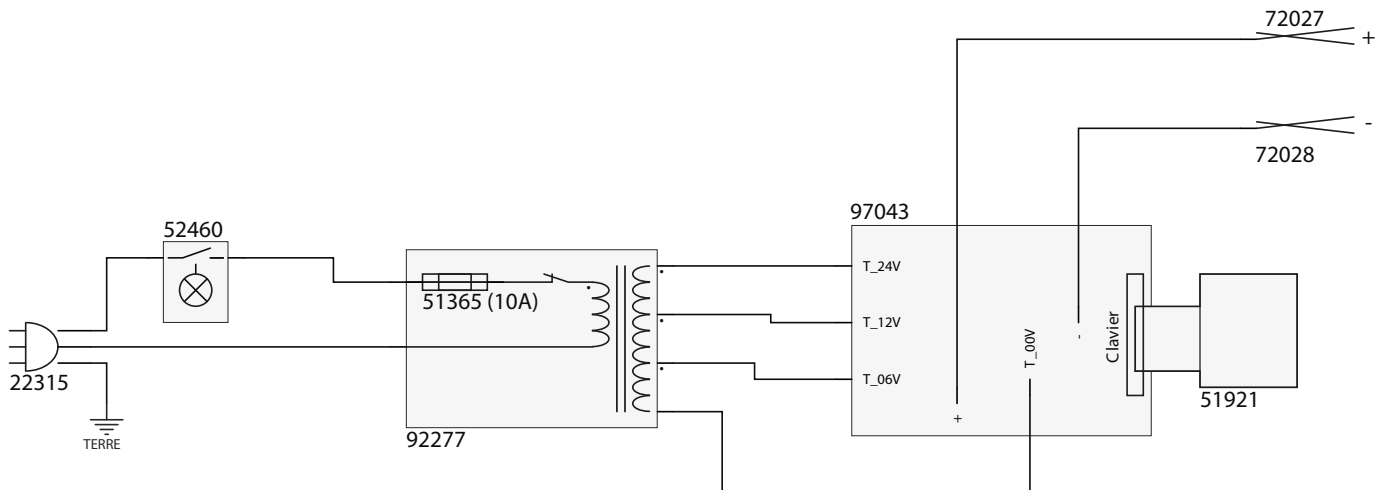 72027
+
-
72028
97043
52460
T_24V
51365 (10A)
T_12V
T_00V
-
Clavier
22315
T_06V
51921
+
TERRE
92277